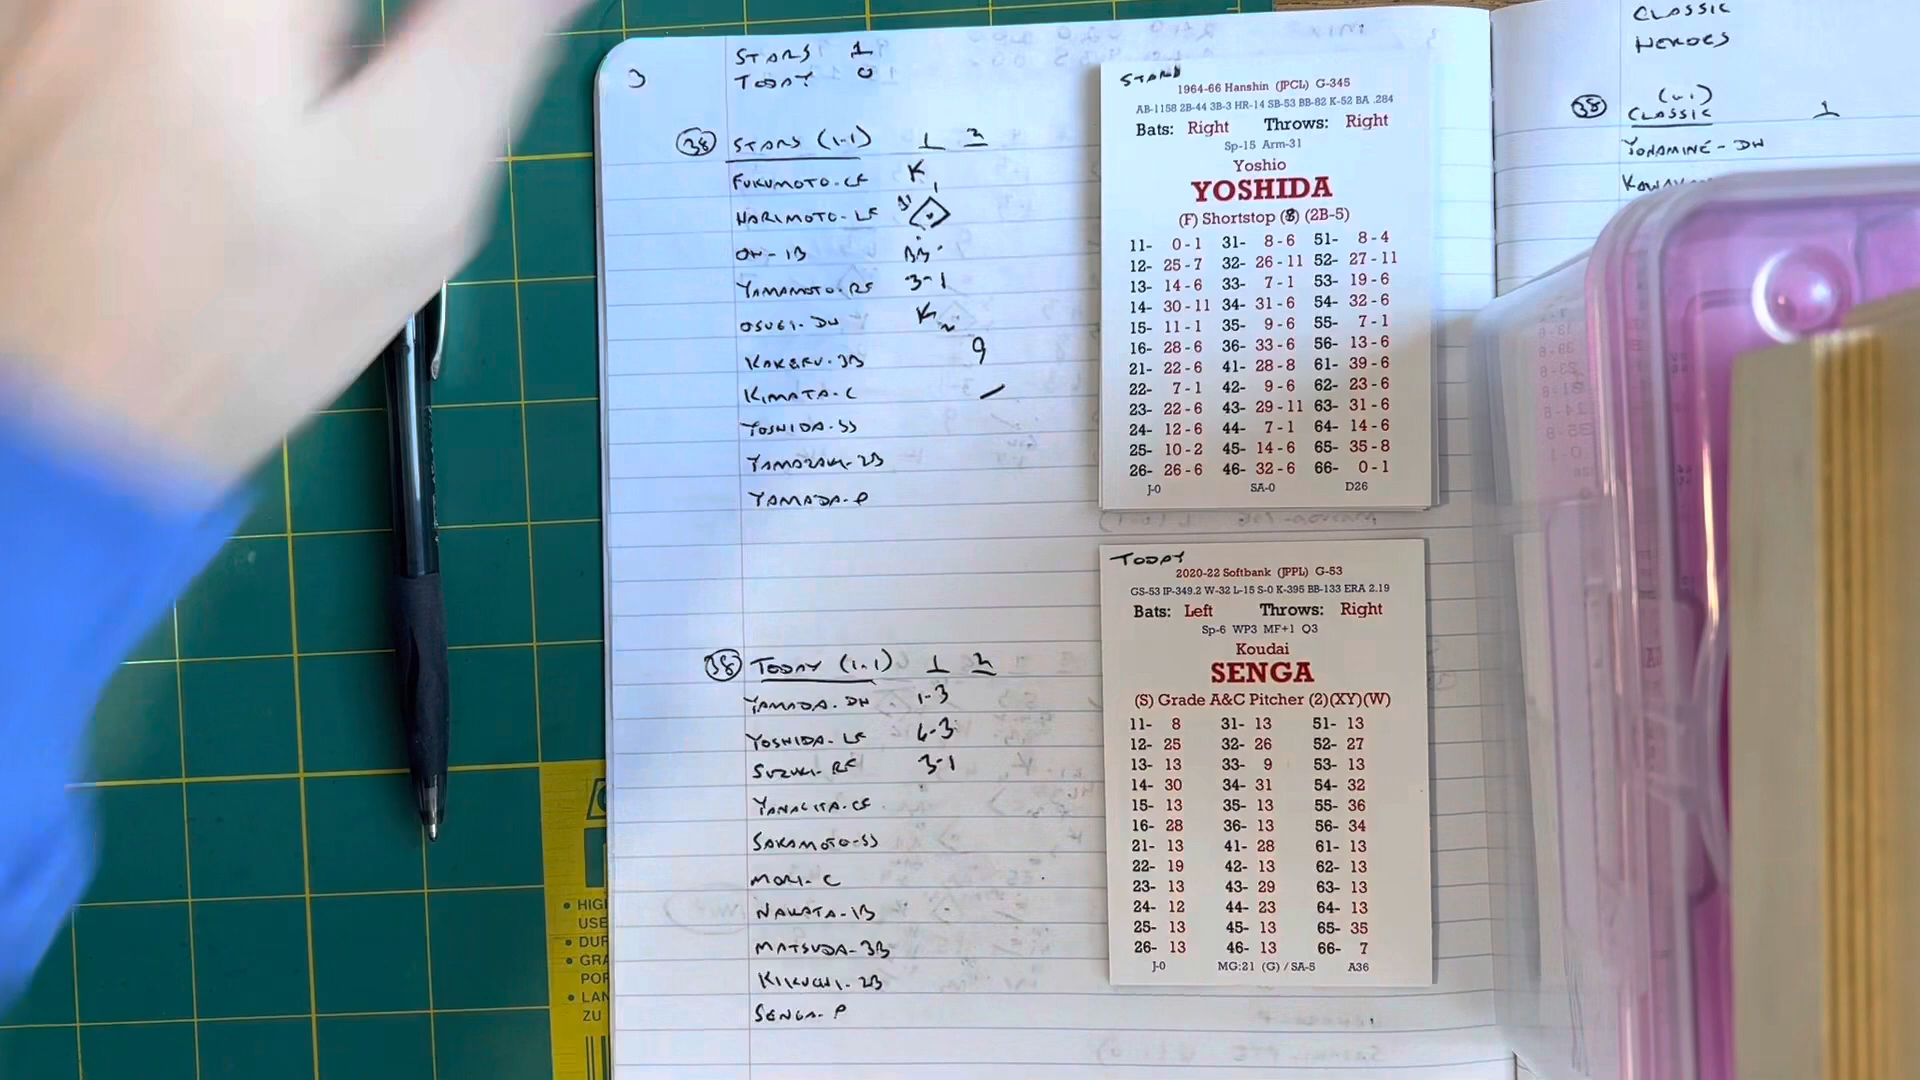 3
STARS 1
TODAY 0
38 STARS (1-1) 1 2
FUKUMOTO-CF K
HARIMOTO-LF
OH-1B BB
YAMAMOTO-RF 3-1
OSUGI-DH K
KAKEFU-3B 9
KIMATA-C
YOSHIDA-SS
YAMAZAKI-2B
YAMADA-P
38 TODAY (1-1) 1 2
YAMADA-DH 1-3
YOSHIDA-LF 6-3
SUZUKI-RF 3-1
YANAGITA-CF
SAKAMOTO-SS
MORI-C
NAKATA-1B
MATSUDA-3B
KIKUCHI-2B
SENGA-P
STARS
1964-66 Hanshin (JPCL) G-345
AB-1158 2B-44 3B-3 HR-14 SB-53 BB-82 K-52 BA .284
Bats: Right Throws: Right
Sp-15 Arm-31
Yoshio
YOSHIDA
(F) Shortstop (8) (2B-5)
11- 0-1 31- 8-6 51- 8-4
12- 25-7 32- 26-11 52- 27-11
13- 14-6 33- 7-1 53- 19-6
14- 30-11 34- 31-6 54- 32-6
15- 11-1 35- 9-6 55- 7-1
16- 28-6 36- 33-6 56- 13-6
21- 22-6 41- 28-8 61- 39-6
22- 7-1 42- 9-6 62- 23-6
23- 22-6 43- 29-11 63- 31-6
24- 12-6 44- 7-1 64- 14-6
25- 10-2 45- 14-6 65- 35-8
26- 26-6 46- 32-6 66- 0-1
J-0 SA-0 D26
TODAY
2020-22 Softbank (JPPL) G-53
GS-53 IP-349.2 W-32 L-15 S-0 K-395 BB-133 ERA 2.19
Bats: Left Throws: Right
Sp-6 WP3 MF+1 Q3
Koudai
SENGA
(S) Grade A&C Pitcher (2)(XY)(W)
11- 8 31- 13 51- 13
12- 25 32- 26 52- 27
13- 13 33- 9 53- 13
14- 30 34- 31 54- 32
15- 13 35- 13 55- 36
16- 28 36- 13 56- 34
21- 13 41- 28 61- 13
22- 19 42- 13 62- 13
23- 13 43- 29 63- 13
24- 12 44- 23 64- 13
25- 13 45- 13 65- 35
26- 13 46- 13 66- 7
J-0 MG:21 (G) / SA-5 A36
CLASSIC
HEROES
38 CLASSIC 1
YONAMINE-DH
• HIG
USE
• DUR
• GRA
POR
• LAN
ZU